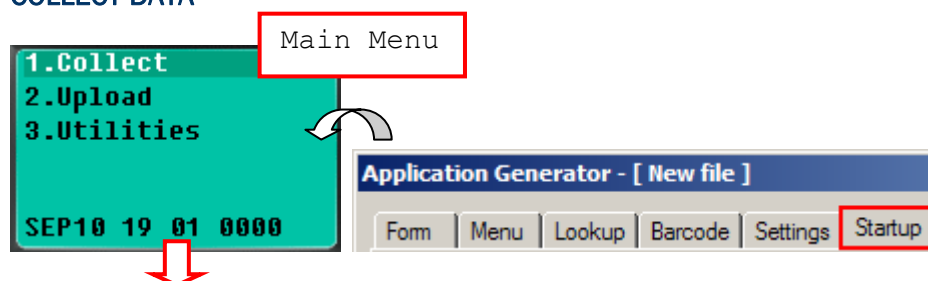 COLLECT DATA
Main Menu
1.Collect
2.Upload
3.Utilities
SEP10 19 01 0000
Application Generator - [ New file ]
Form Menu Lookup Barcode Settings Startup